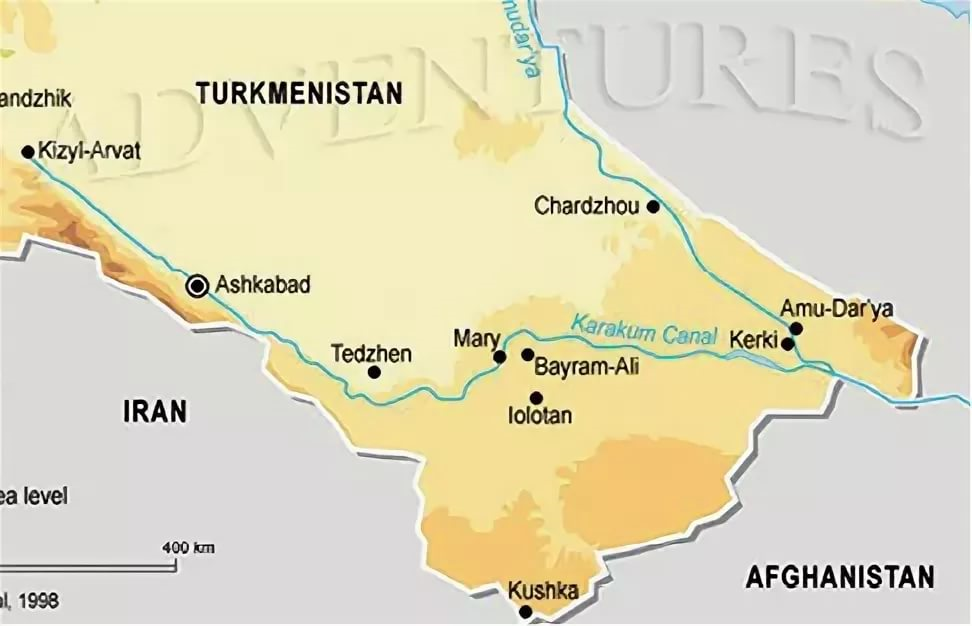 ADVENTURES
TURKMENISTAN
andzhik
Kizyl-Arvat
Chardzhou
Ashkabad
Amu-Dar'ya
Karakum Canal
Mary
Kerki
Tedzhen
Bayram-Ali
Iolotan
IRAN
ea level
400 km
AFGHANISTAN
Kushka
al, 1998